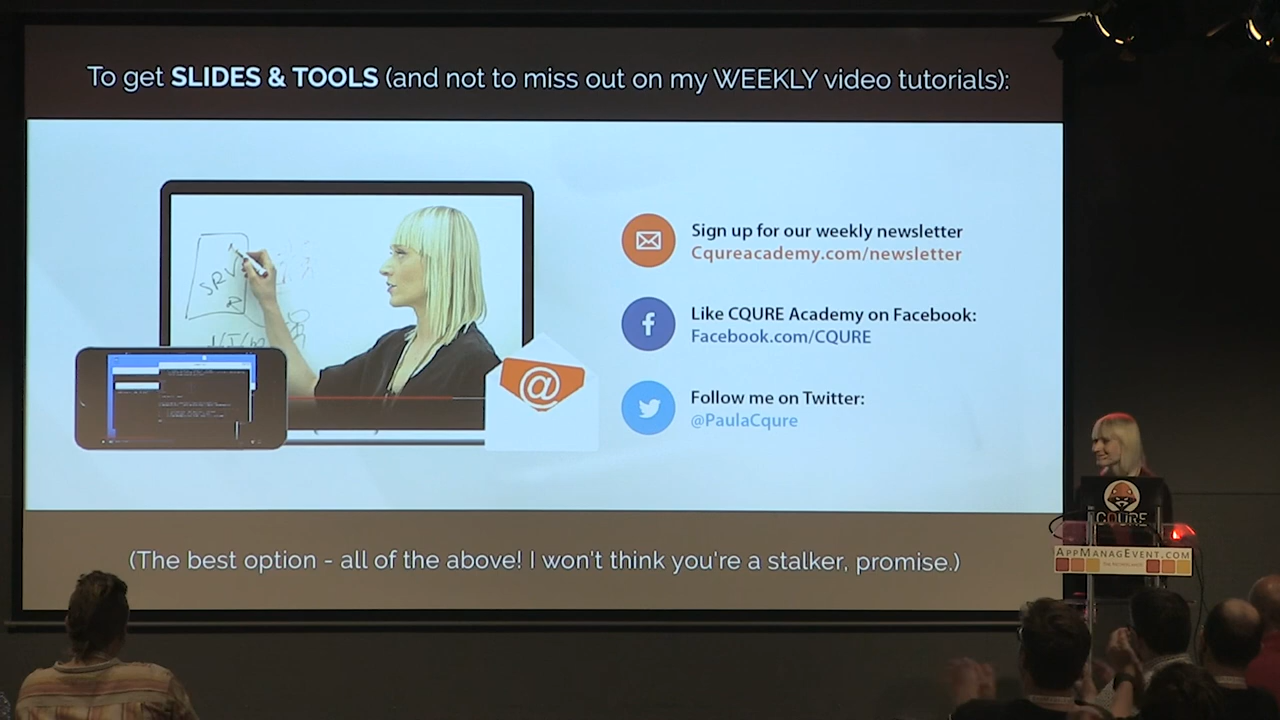 To get SLIDES & TOOLS (and not to miss out on my WEEKLY video tutorials):
SRV
R
Sign up for our weekly newsletter
Cqureacademy.com/newsletter
Like CQURE Academy on Facebook:
Facebook.com/CQURE
Follow me on Twitter:
@PaulaCqure
@
(The best option - all of the above! I won't think you're a stalker, promise.)
CQURE
APPMANAGEVENT.COM